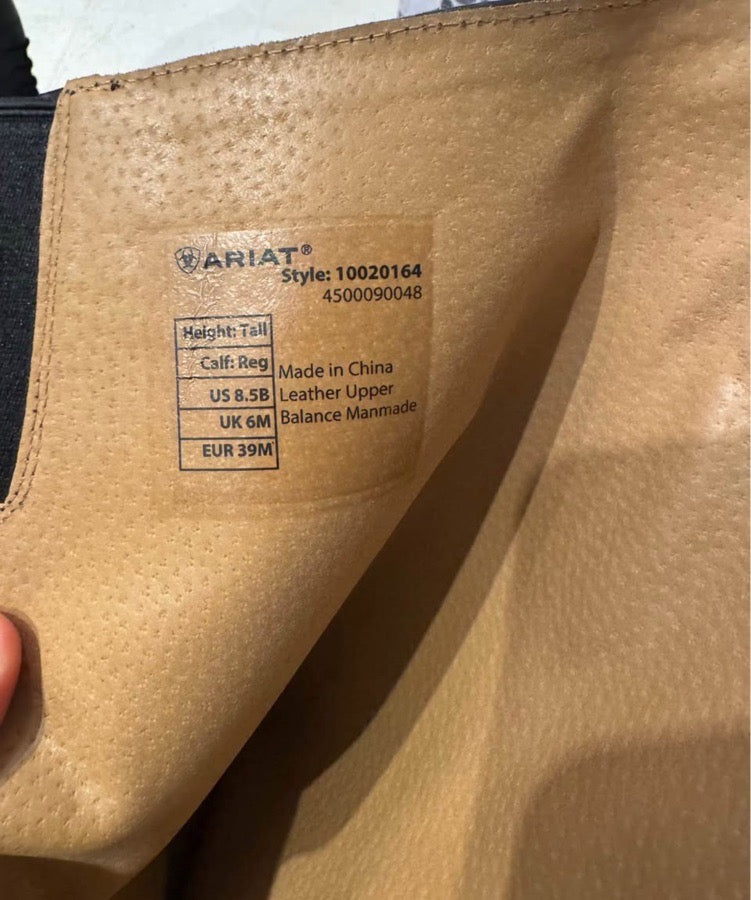 ARIAT®
Style: 10020164
4500090048
Height: Tall
Calf: Reg
US 8.5B
UK 6M
EUR 39M
Made in China
Leather Upper
Balance Manmade